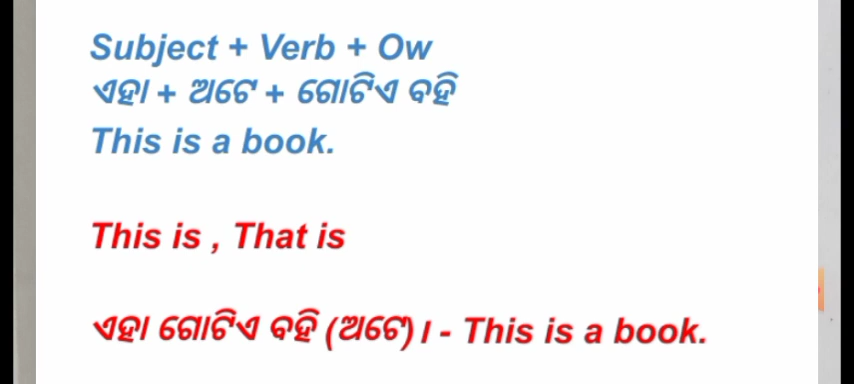 Subject + Verb + Ow
ଏହା + ଅଟେ + ଗୋଟିଏ ବହି
This is a book.
This is , That is
ଏହା ଗୋଟିଏ ବହି (ଅଟେ) । - This is a book.